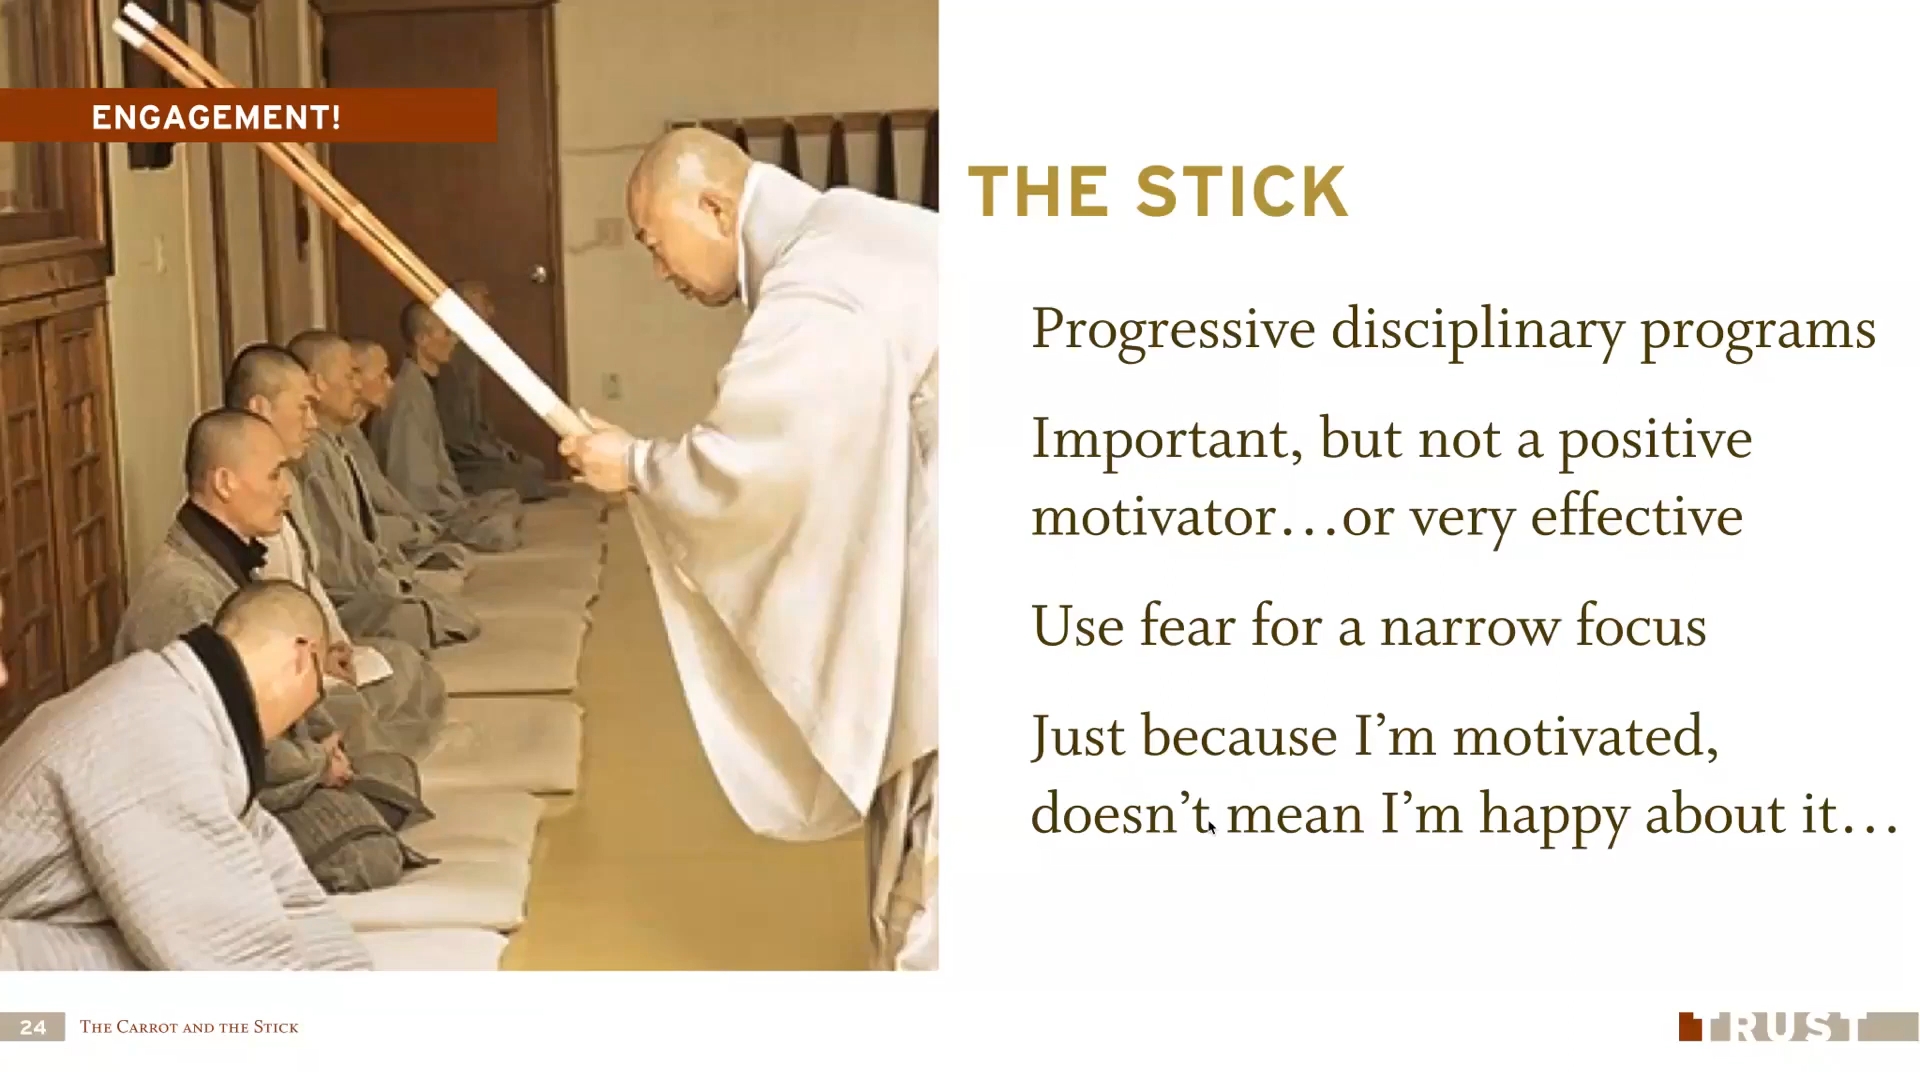 ENGAGEMENT!
THE STICK
Progressive disciplinary programs
Important, but not a positive
motivator…or very effective
Use fear for a narrow focus
Just because I’m motivated,
doesn’t mean I’m happy about it…
24
The Carrot and the Stick
TRUST